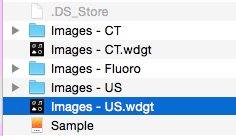 .DS_Store
Images - CT
Images - CT.wdgt
Images - Fluoro
Images - US
Images - US.wdgt
Sample